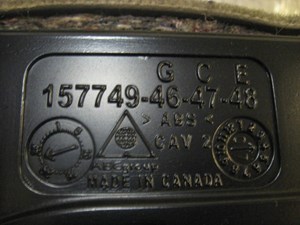 G C E
157749-46-47-48
> ABS <
CAV 2
MADE IN CANADA